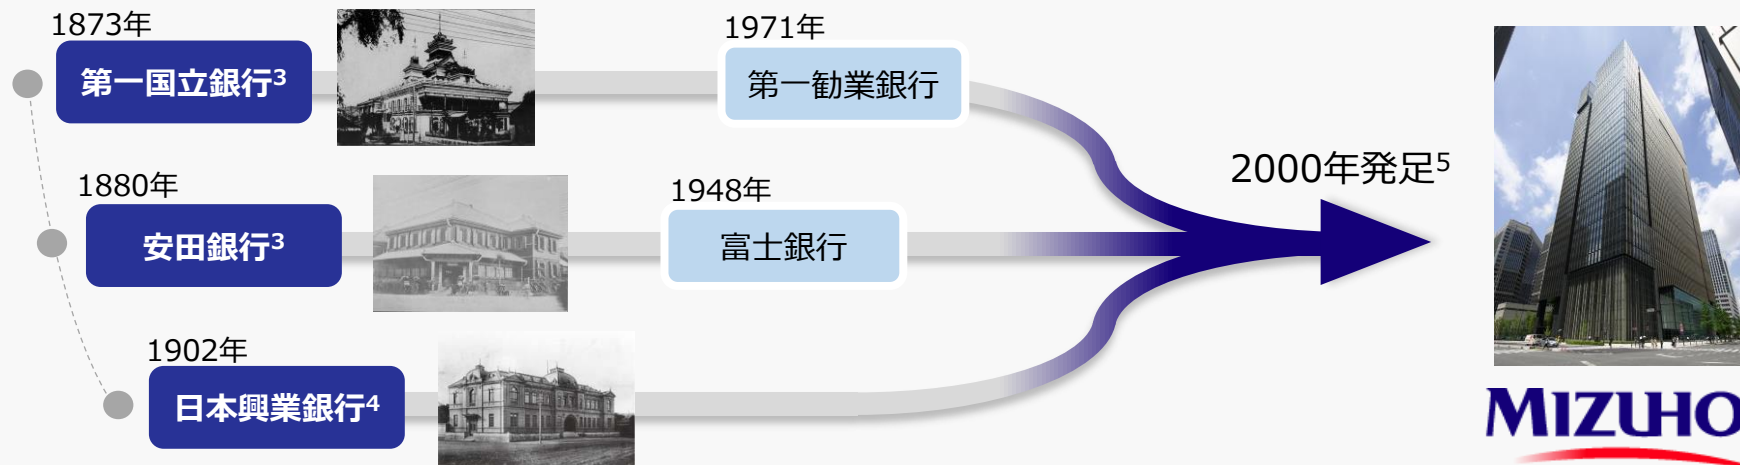 1873年
第一国立銀行3
1971年
第一勧業銀行
1880年
安田銀行3
1948年
富士銀行
1902年
日本興業銀行4
2000年発足5
MIZUHO